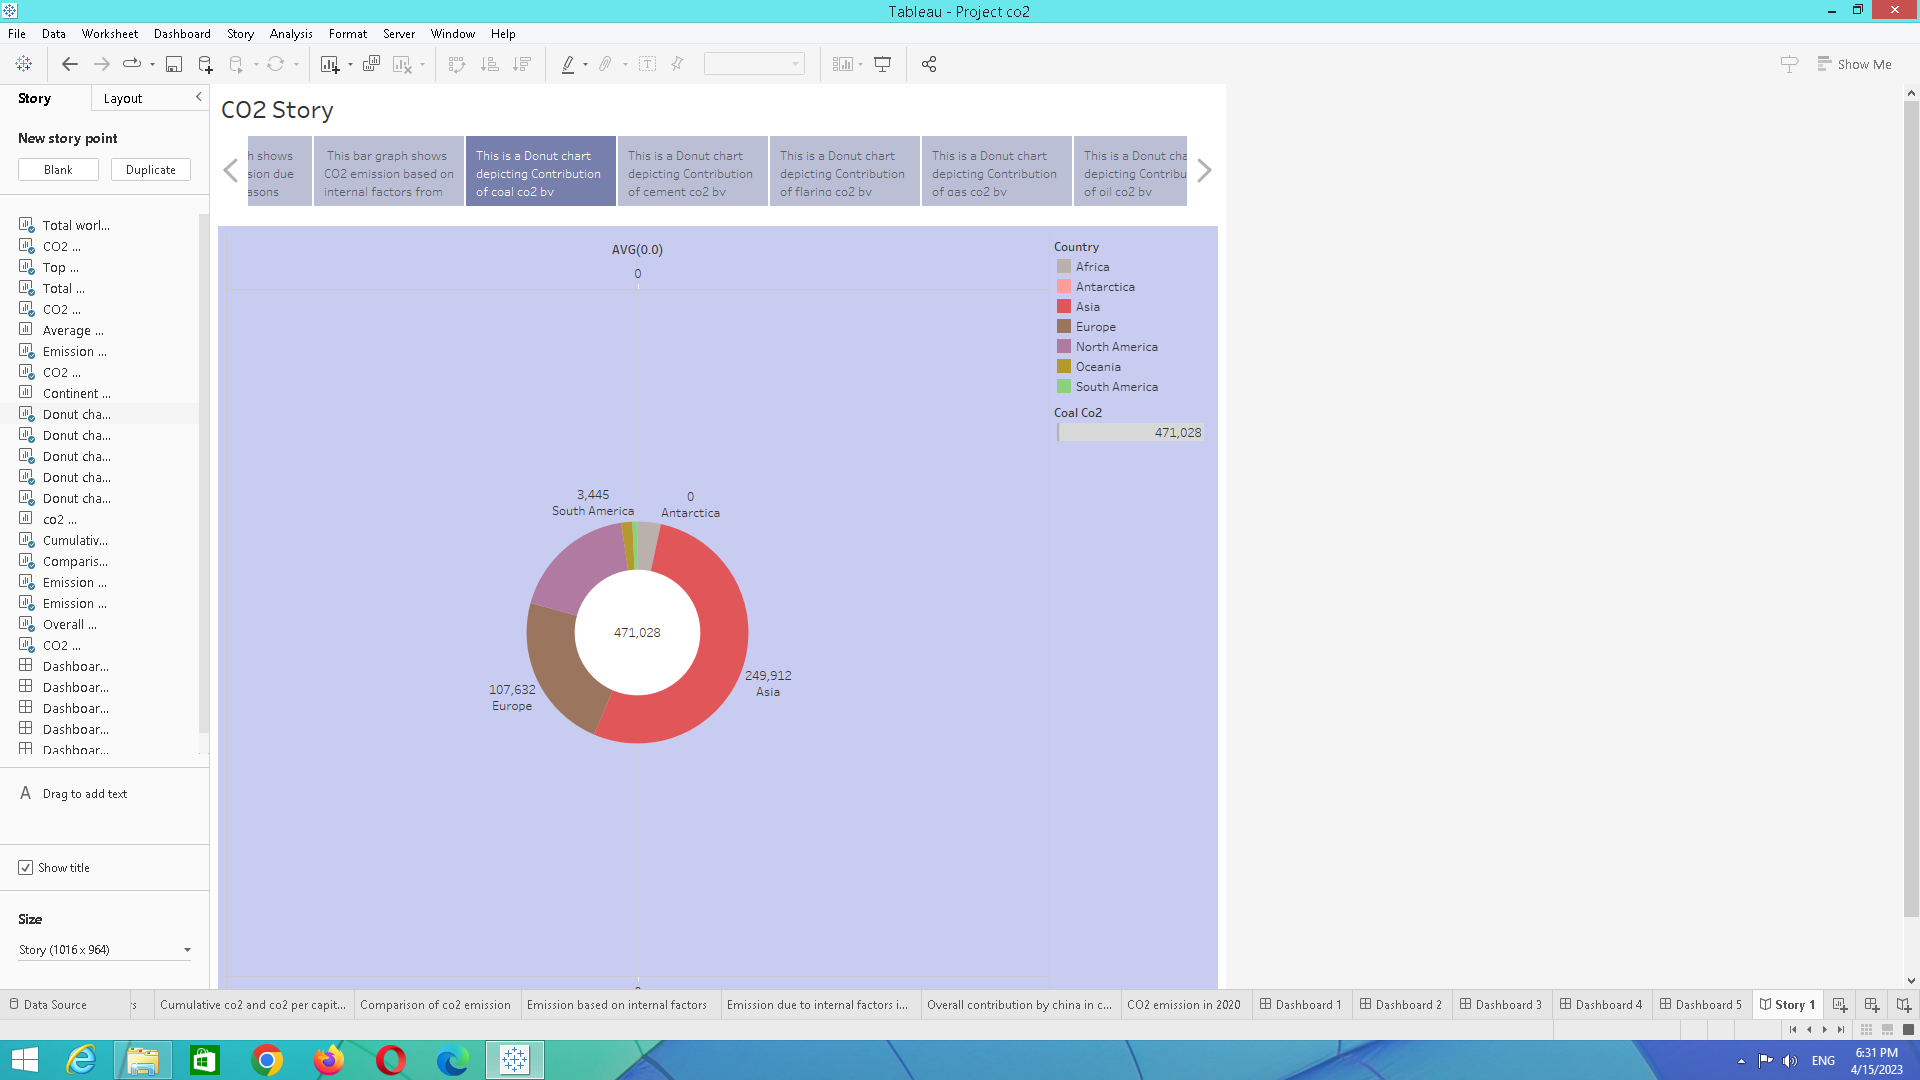 Tableau - Project co2
File Data Worksheet Dashboard Story Analysis Format Server Window Help
Show Me
Story Layout
New story point
Blank Duplicate
Total worl...
CO2 ...
Top ...
Total ...
CO2 ...
Average ...
Emission ...
CO2 ...
Continent ...
Donut cha...
Donut cha...
Donut cha...
Donut cha...
Donut cha...
co2 ...
Cumulativ...
Comparis...
Emission ...
Emission ...
Overall ...
CO2 ...
Dashboar...
Dashboar...
Dashboar...
Dashboar...
Dashboar...
A Drag to add text
Show title
Size
Story (1016 x 964)
CO2 Story
h shows
sion due
asons
This bar graph shows
CO2 emission based on
internal factors from
This is a Donut chart
depicting Contribution
of coal co2 by
This is a Donut chart
depicting Contribution
of cement co2 by
This is a Donut chart
depicting Contribution
of flaring co2 by
This is a Donut chart
depicting Contribution
of gas co2 by
This is a Donut cha
depicting Contribu
of oil co2 by
AVG(0.0)
0
3,445
South America
0
Antarctica
471,028
107,632
Europe
249,912
Asia
Country
Africa
Antarctica
Asia
Europe
North America
Oceania
South America
Coal Co2
471,028
Data Source Cumulative co2 and co2 per capit... Comparison of co2 emission Emission based on internal factors Emission due to internal factors i... Overall contribution by china in c... CO2 emission in 2020 Dashboard 1 Dashboard 2 Dashboard 3 Dashboard 4 Dashboard 5 Story 1
ENG
6:31 PM
4/15/2023